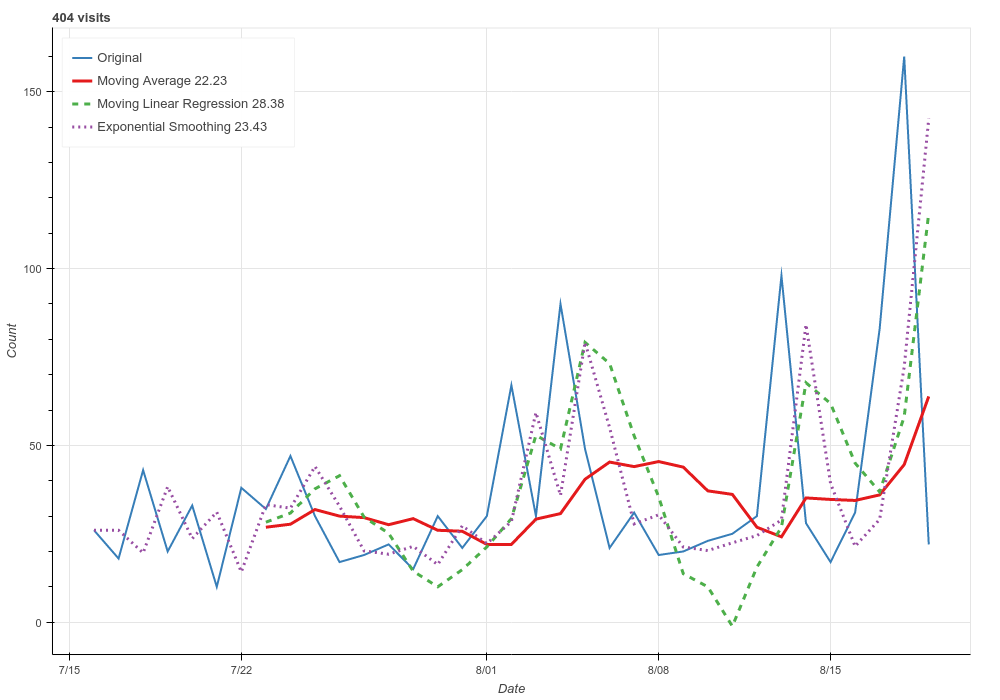 404 visits
Original
Moving Average 22.23
Moving Linear Regression 28.38
Exponential Smoothing 23.43
150
100
50
0
Count
7/15 7/22 8/01 8/08 8/15
Date